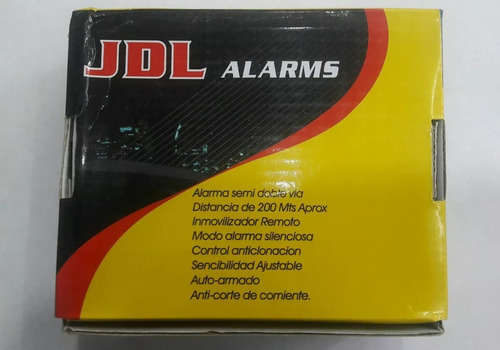 JDL ALARMS
Alarma semi doble via
Distancia de 200 Mts Aprox
Inmovilizador Remoto
Modo alarma silenciosa
Control anticlonacion
Sencibilidad Ajustable
Auto-armado
Anti-corte de corriente.